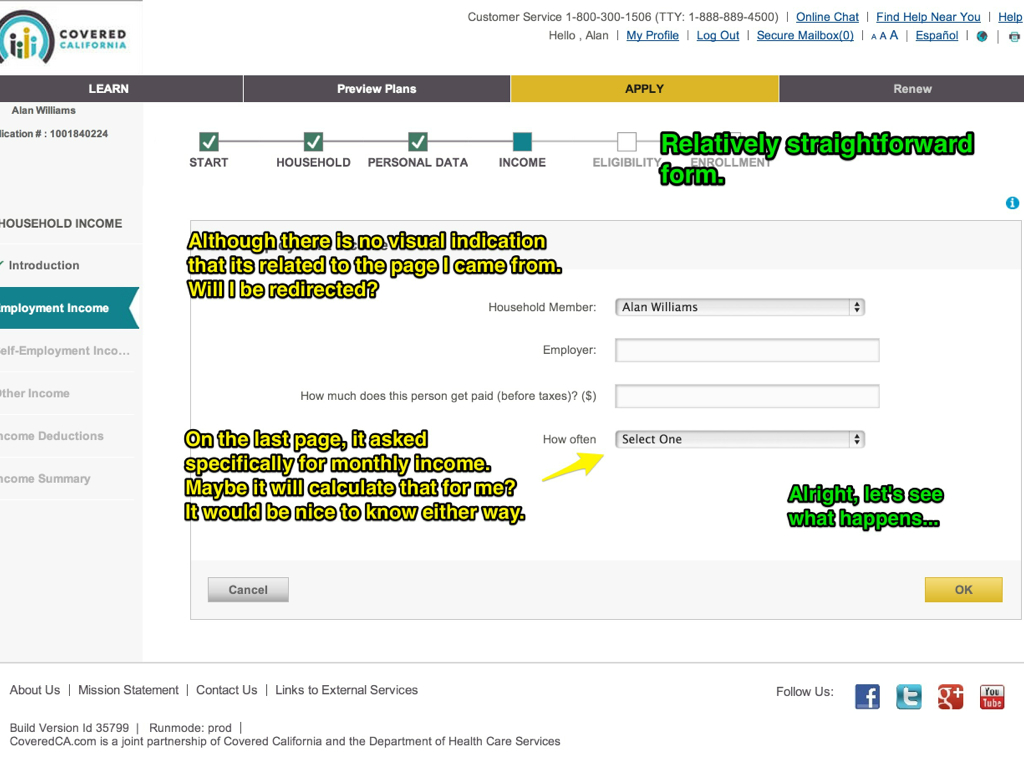 Customer Service 1-800-300-1506 (TTY: 1-888-889-4500) | Online Chat | Find Help Near You | Help
Hello , Alan | My Profile | Log Out | Secure Mailbox(0) | A A A | Español |
COVERED
CALIFORNIA
LEARN Preview Plans APPLY Renew
Alan Williams
lication # : 1001840224
START HOUSEHOLD PERSONAL DATA INCOME ELIGIBILITY ENROLLMENT
Relatively straightforward
form.
HOUSEHOLD INCOME
Introduction
mployment Income
elf-Employment Inco...
ther Income
ncome Deductions
ncome Summary
Although there is no visual indication
that its related to the page I came from.
Will I be redirected?
Household Member: Alan Williams
Employer:
How much does this person get paid (before taxes)? ($)
How often Select One
On the last page, it asked
specifically for monthly income.
Maybe it will calculate that for me?
It would be nice to know either way.
Alright, let's see
what happens...
Cancel OK
About Us | Mission Statement | Contact Us | Links to External Services
Follow Us:
You
Tube
Build Version Id 35799 | Runmode: prod |
CoveredCA.com is a joint partnership of Covered California and the Department of Health Care Services